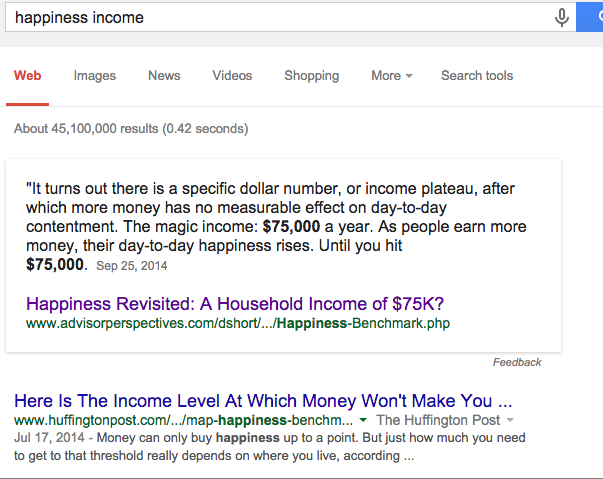 happiness income
Web Images News Videos Shopping More Search tools
About 45,100,000 results (0.42 seconds)
"It turns out there is a specific dollar number, or income plateau, after
which more money has no measurable effect on day-to-day
contentment. The magic income: $75,000 a year. As people earn more
money, their day-to-day happiness rises. Until you hit
$75,000. Sep 25, 2014
Happiness Revisited: A Household Income of $75K?
www.advisorperspectives.com/dshort/.../Happiness-Benchmark.php
Feedback
Here Is The Income Level At Which Money Won't Make You ...
www.huffingtonpost.com/.../map-happiness-benchm... The Huffington Post
Jul 17, 2014 - Money can only buy happiness up to a point. But just how much you need
to get to that threshold really depends on where you live, according ...